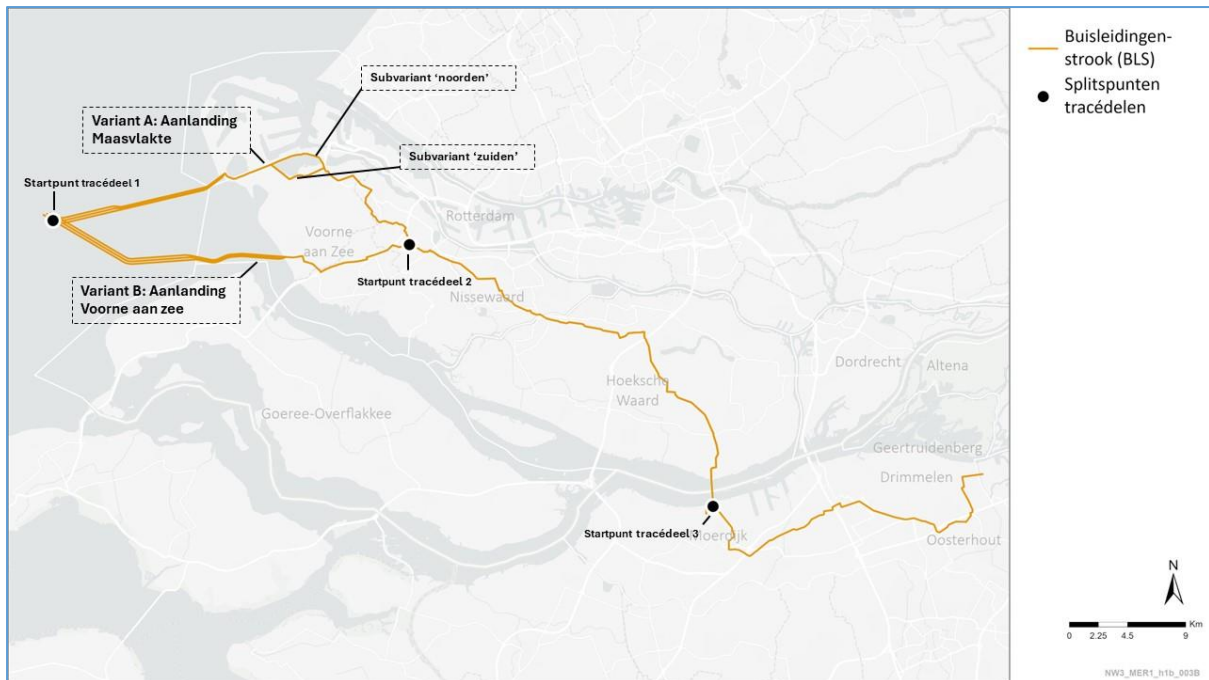 Subvariant ‘noorden’
Variant A: Aanlanding
Maasvlakte
Subvariant ‘zuiden’
Startpunt tracédeel 1
Rotterdam
Voorne
aan Zee
Startpunt tracédeel 2
Variant B: Aanlanding
Voorne aan zee
Nissewaard
Dordrecht
Altena
Hoeksche
Waard
Goeree-Overflakkee
Geertruidenberg
Drimmelen
Startpunt tracédeel 3
Moerdijk
Oosterhout
Buisleidingen-
strook (BLS)
Splitspunten
tracédelen
N
Km
0 2.25 4.5 9
NW3_MER1_h1b_003B